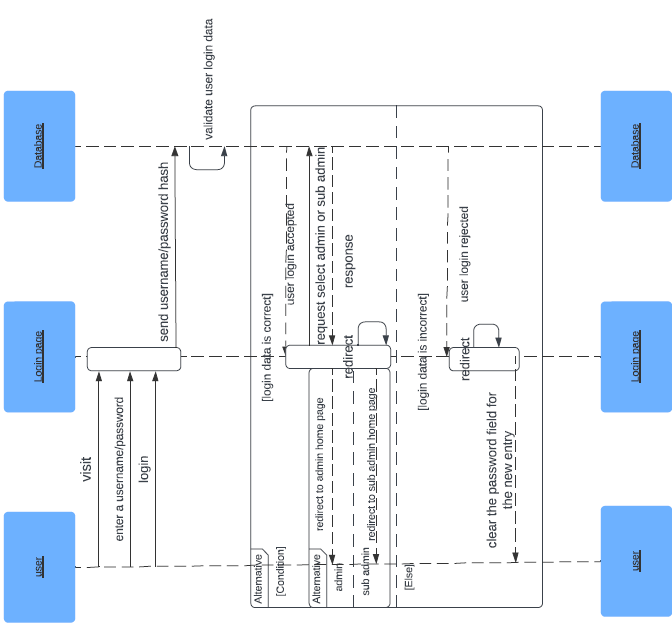 user
Login page
Database
visit
enter a username/password
login
send username/password hash
validate user login data
Alternative
[Condition]
[login data is correct]
user login accepted
request select admin or sub admin
response
redirect
Alternative
admin
redirect to admin home page
sub admin
redirect to sub admin home page
[Else]
[login data is incorrect]
user login rejected
redirect
clear the password field for
the new entry
user
Login page
Database